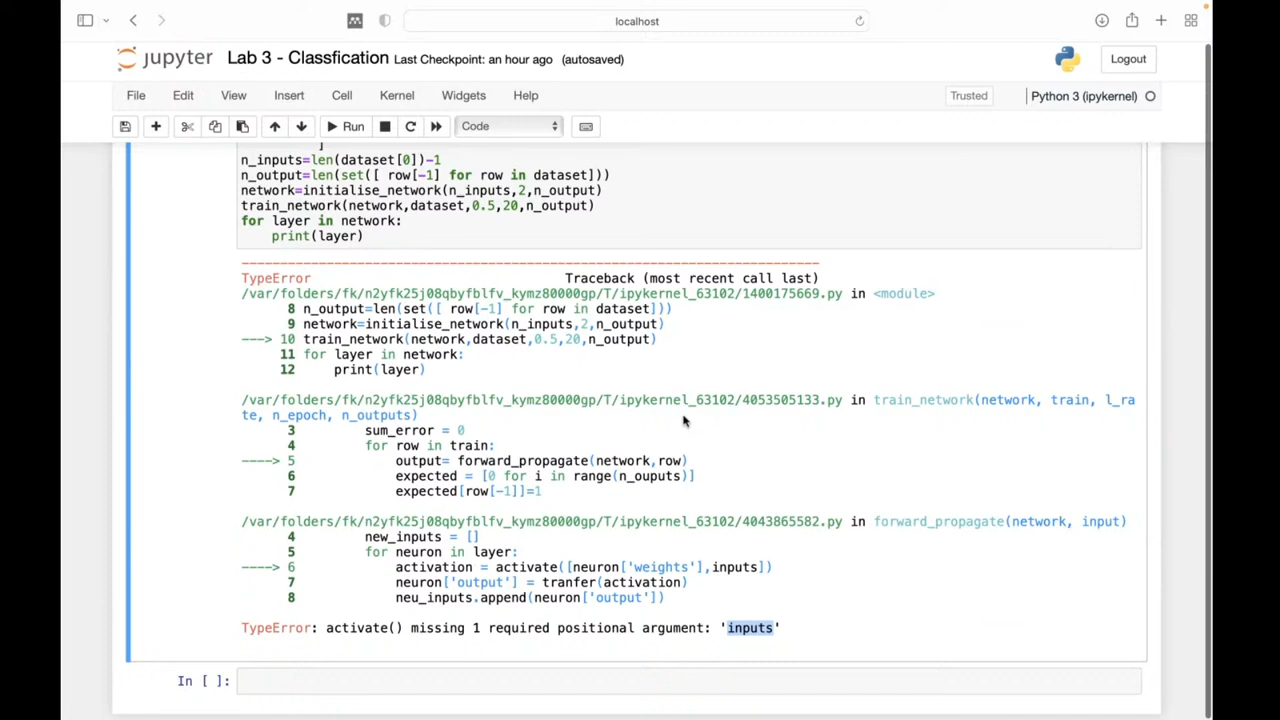 localhost
jupyter Lab 3 - Classfication Last Checkpoint: an hour ago (autosaved)
Logout
File Edit View Insert Cell Kernel Widgets Help
Trusted
Python 3 (ipykernel)
Run
Code
]
n_inputs=len(dataset[0])-1
n_output=len(set([ row[-1] for row in dataset]))
network=initialise_network(n_inputs,2,n_output)
train_network(network,dataset,0.5,20,n_output)
for layer in network:
    print(layer)
---------------------------------------------------------------------------
TypeError                                 Traceback (most recent call last)
/var/folders/fk/n2yfk25j08qbyfblfv_kymz80000gp/T/ipykernel_63102/1400175669.py in <module>
      8 n_output=len(set([ row[-1] for row in dataset]))
      9 network=initialise_network(n_inputs,2,n_output)
---> 10 train_network(network,dataset,0.5,20,n_output)
     11 for layer in network:
     12     print(layer)
/var/folders/fk/n2yfk25j08qbyfblfv_kymz80000gp/T/ipykernel_63102/4053505133.py in train_network(network, train, l_ra
te, n_epoch, n_outputs)
      3         sum_error = 0
      4         for row in train:
----> 5             output= forward_propagate(network,row)
      6             expected = [0 for i in range(n_ouputs)]
      7             expected[row[-1]]=1
/var/folders/fk/n2yfk25j08qbyfblfv_kymz80000gp/T/ipykernel_63102/4043865582.py in forward_propagate(network, input)
      4         new_inputs = []
      5         for neuron in layer:
----> 6             activation = activate([neuron['weights'],inputs])
      7             neuron['output'] = tranfer(activation)
      8             neu_inputs.append(neuron['output'])
TypeError: activate() missing 1 required positional argument: 'inputs'
In [ ]: